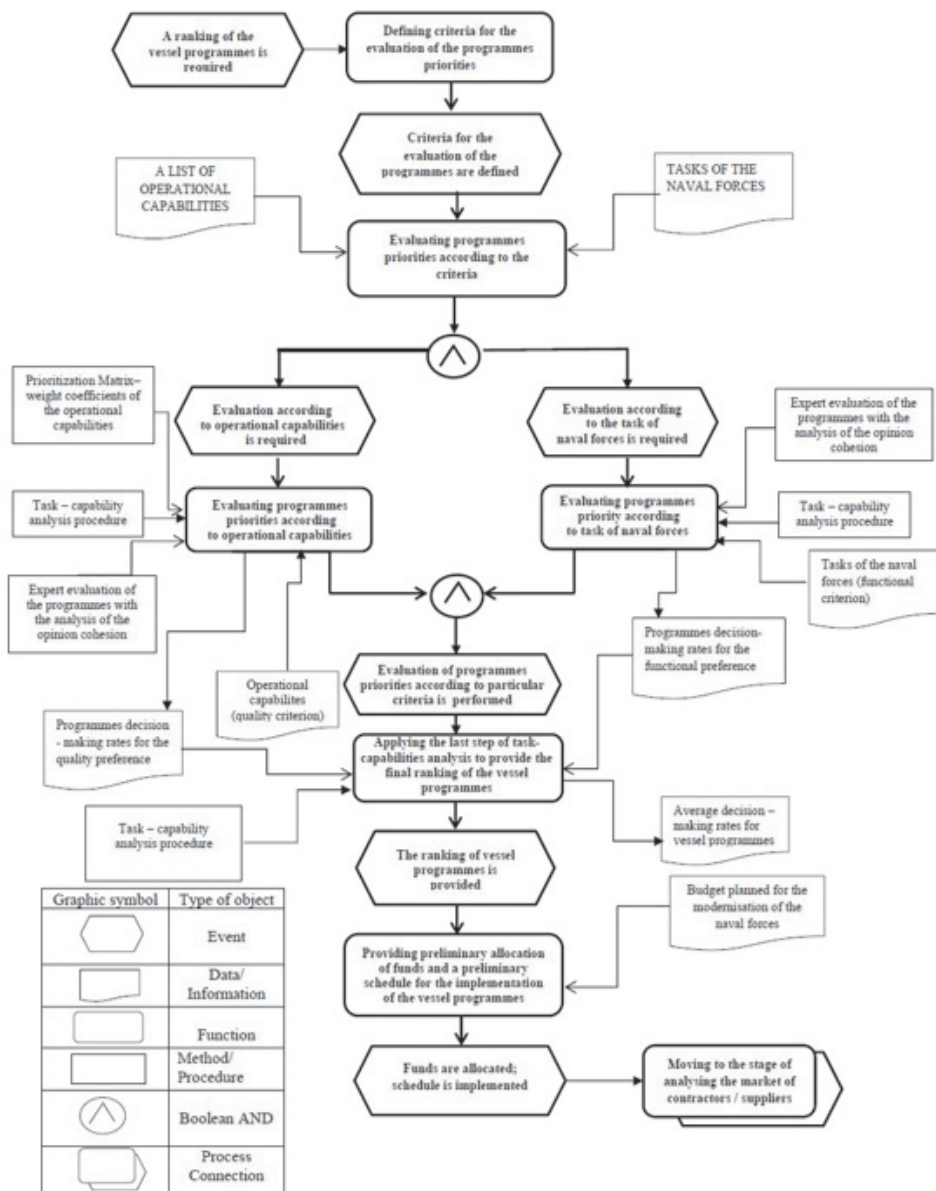 A ranking of the
vessel programmes is
required
Defining criteria for the
evaluation of the programmes
priorities
Criteria for the
evaluation of the
programmes are defined
A LIST OF
OPERATIONAL
CAPABILITIES
TASKS OF THE
NAVAL FORCES
Evaluating programmes
priorities according to the
criteria
Prioritization Matrix–
weight coefficients of
the operational
capabilities
Evaluation according
to operational capabilities
is required
Evaluation according
to the task of
naval forces is required
Expert evaluation of the
programmes with the
analysis of the opinion
cohesion
Task – capability
analysis procedure
Evaluating programmes
priorities according
to operational capabilities
Evaluating programmes
priority according
to task of naval forces
Task – capability
analysis procedure
Expert evaluation of
the programmes with
the analysis of the
opinion cohesion
Tasks of the naval
forces (functional
criterion)
Programmes decision-
making rates for the
functional preference
Operational
capabilites
(quality criterion)
Evaluation of programmes
priorities according to particular
criteria is performed
Programmes decision
- making rates for the
quality preference
Applying the last step of task-
capabilities analysis to provide the
final ranking of the vessel
programmes
Task – capability
analysis procedure
Average decision –
making rates for
vessel programmes
The ranking of vessel
programmes is
provided
Budget planned for the
modernisation of the
naval forces
Providing preliminary allocation
of funds and a preliminary
schedule for the implementation
of the vessel programmes
Funds are allocated;
schedule is implemented
Moving to the stage of
analysing the market of
contractors / suppliers
Graphic symbol Type of object
Event
Data/
Information
Function
Method/
Procedure
Boolean AND
Process
Connection